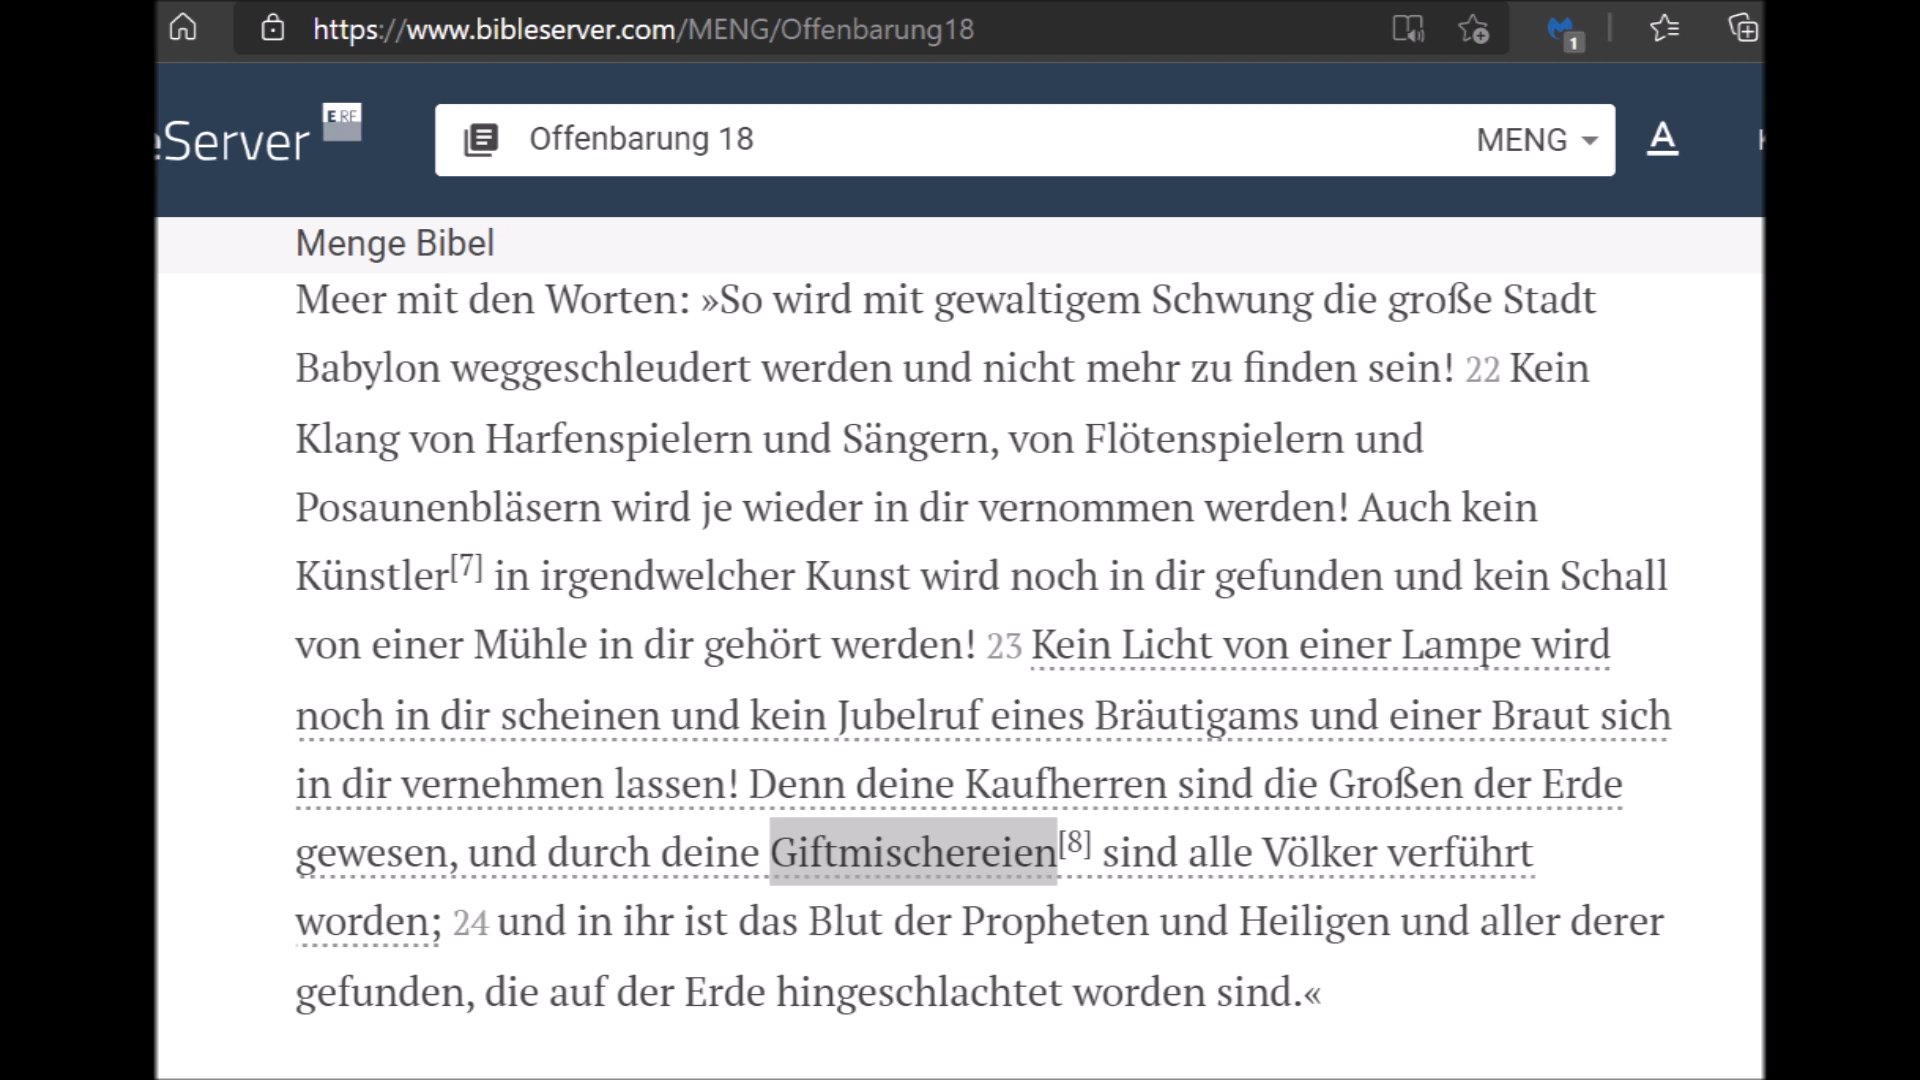 https://www.bibleserver.com/MENG/Offenbarung18
1
eServer
Offenbarung 18
MENG
A
Menge Bibel
Meer mit den Worten: »So wird mit gewaltigem Schwung die große Stadt
Babylon weggeschleudert werden und nicht mehr zu finden sein! 22 Kein
Klang von Harfenspielern und Sängern, von Flötenspielern und
Posaunenbläsern wird je wieder in dir vernommen werden! Auch kein
Künstler[7] in irgendwelcher Kunst wird noch in dir gefunden und kein Schall
von einer Mühle in dir gehört werden! 23 Kein Licht von einer Lampe wird
noch in dir scheinen und kein Jubelruf eines Bräutigams und einer Braut sich
in dir vernehmen lassen! Denn deine Kaufherren sind die Großen der Erde
gewesen, und durch deine Giftmischereien[8] sind alle Völker verführt
worden; 24 und in ihr ist das Blut der Propheten und Heiligen und aller derer
gefunden, die auf der Erde hingeschlachtet worden sind.«